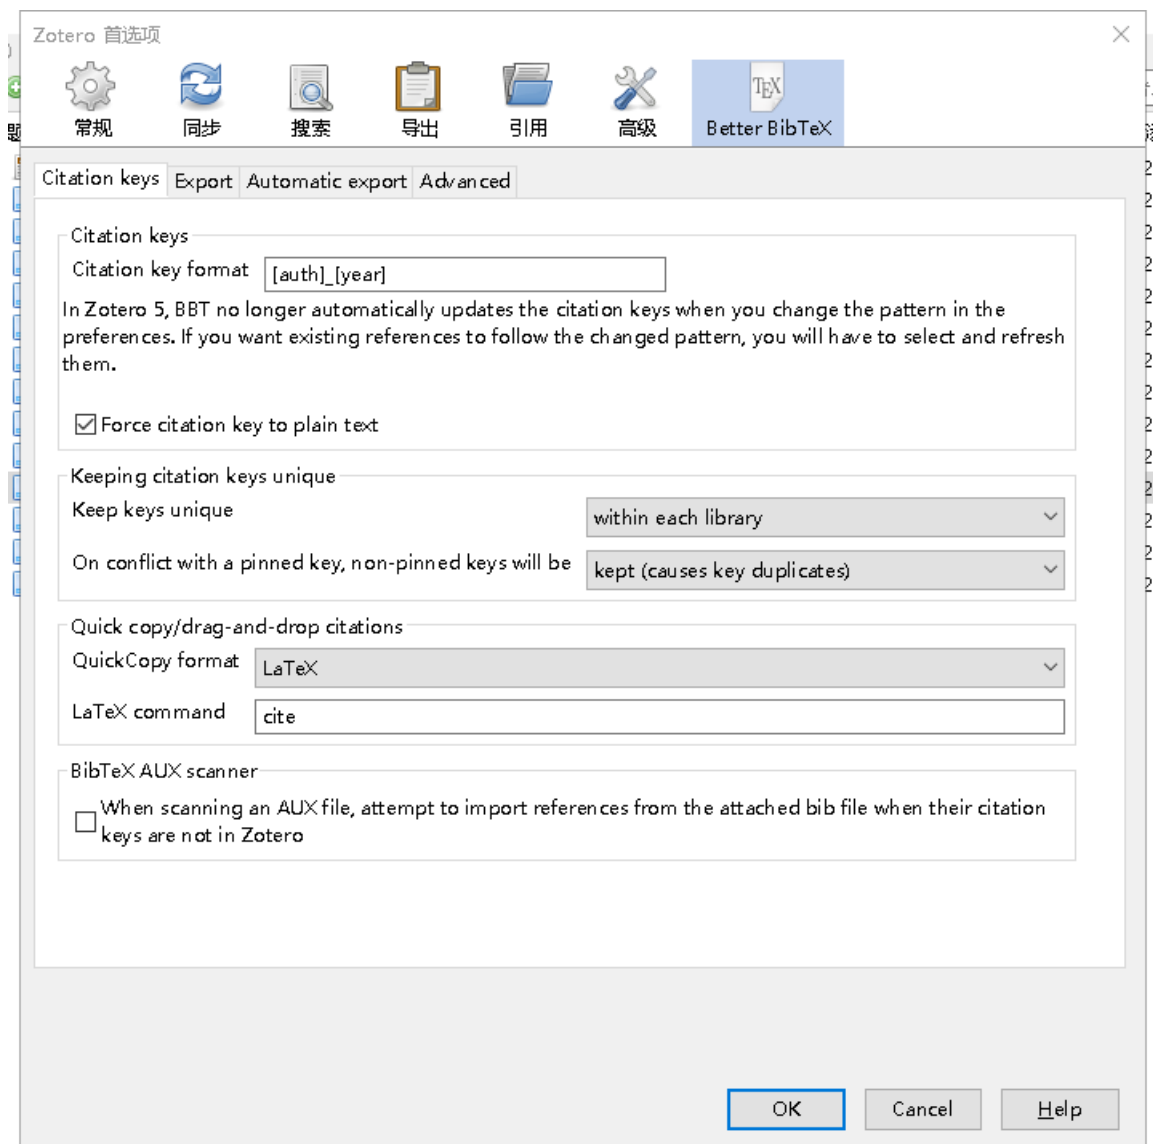 Zotero 首选项
常规 同步 搜索 导出 引用 高级 TEX Better BibTeX
Citation keys Export Automatic export Advanced
Citation keys
Citation key format [auth]_[year]
In Zotero 5, BBT no longer automatically updates the citation keys when you change the pattern in the
preferences. If you want existing references to follow the changed pattern, you will have to select and refresh
them.
Force citation key to plain text
Keeping citation keys unique
Keep keys unique within each library
On conflict with a pinned key, non-pinned keys will be kept (causes key duplicates)
Quick copy/drag-and-drop citations
QuickCopy format LaTeX
LaTeX command cite
BibTeX AUX scanner
When scanning an AUX file, attempt to import references from the attached bib file when their citation
keys are not in Zotero
OK Cancel Help